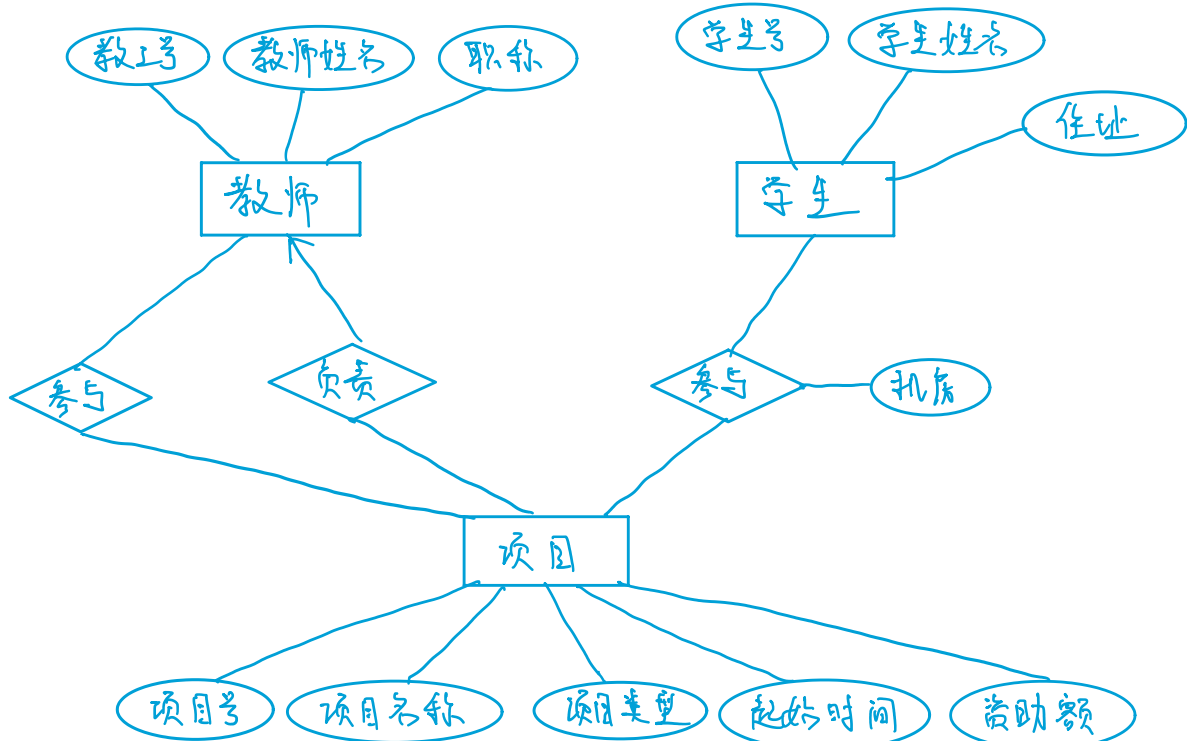 教工号
教师姓名
职称
学生号
学生姓名
住址
教师
学生
参与
负责
参与
机房
项目
项目号
项目名称
项目类型
起始时间
资助额